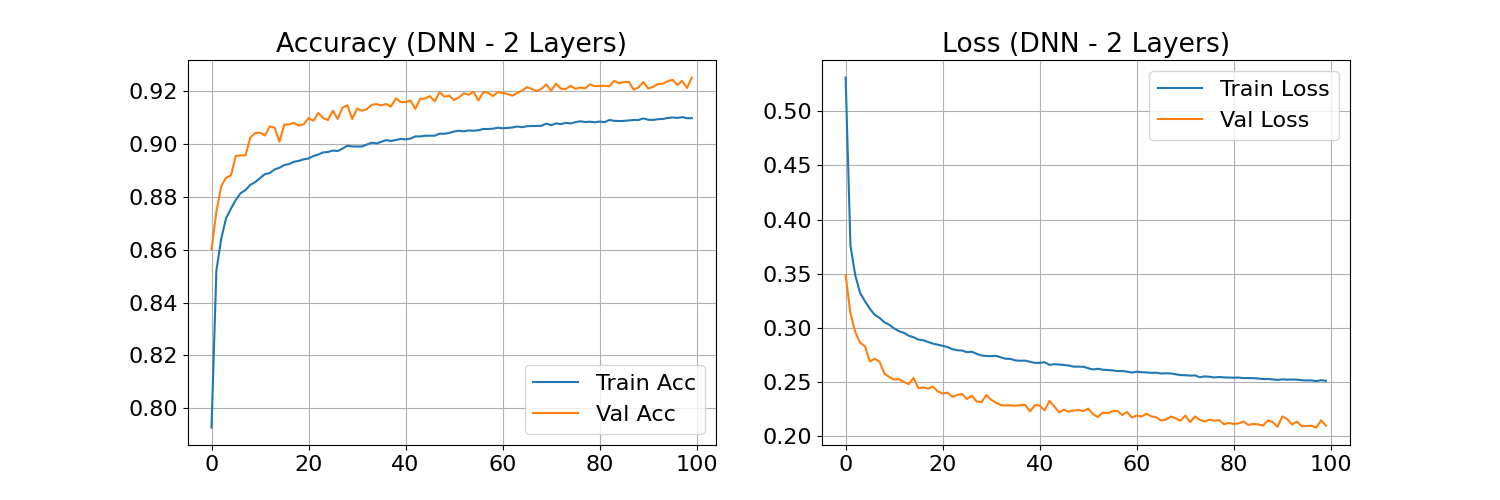 Accuracy (DNN - 2 Layers)
0.92
0.90
0.88
0.86
0.84
0.82
0.80
0 20 40 60 80 100
Train Acc
Val Acc
Loss (DNN - 2 Layers)
0.50
0.45
0.40
0.35
0.30
0.25
0.20
0 20 40 60 80 100
Train Loss
Val Loss